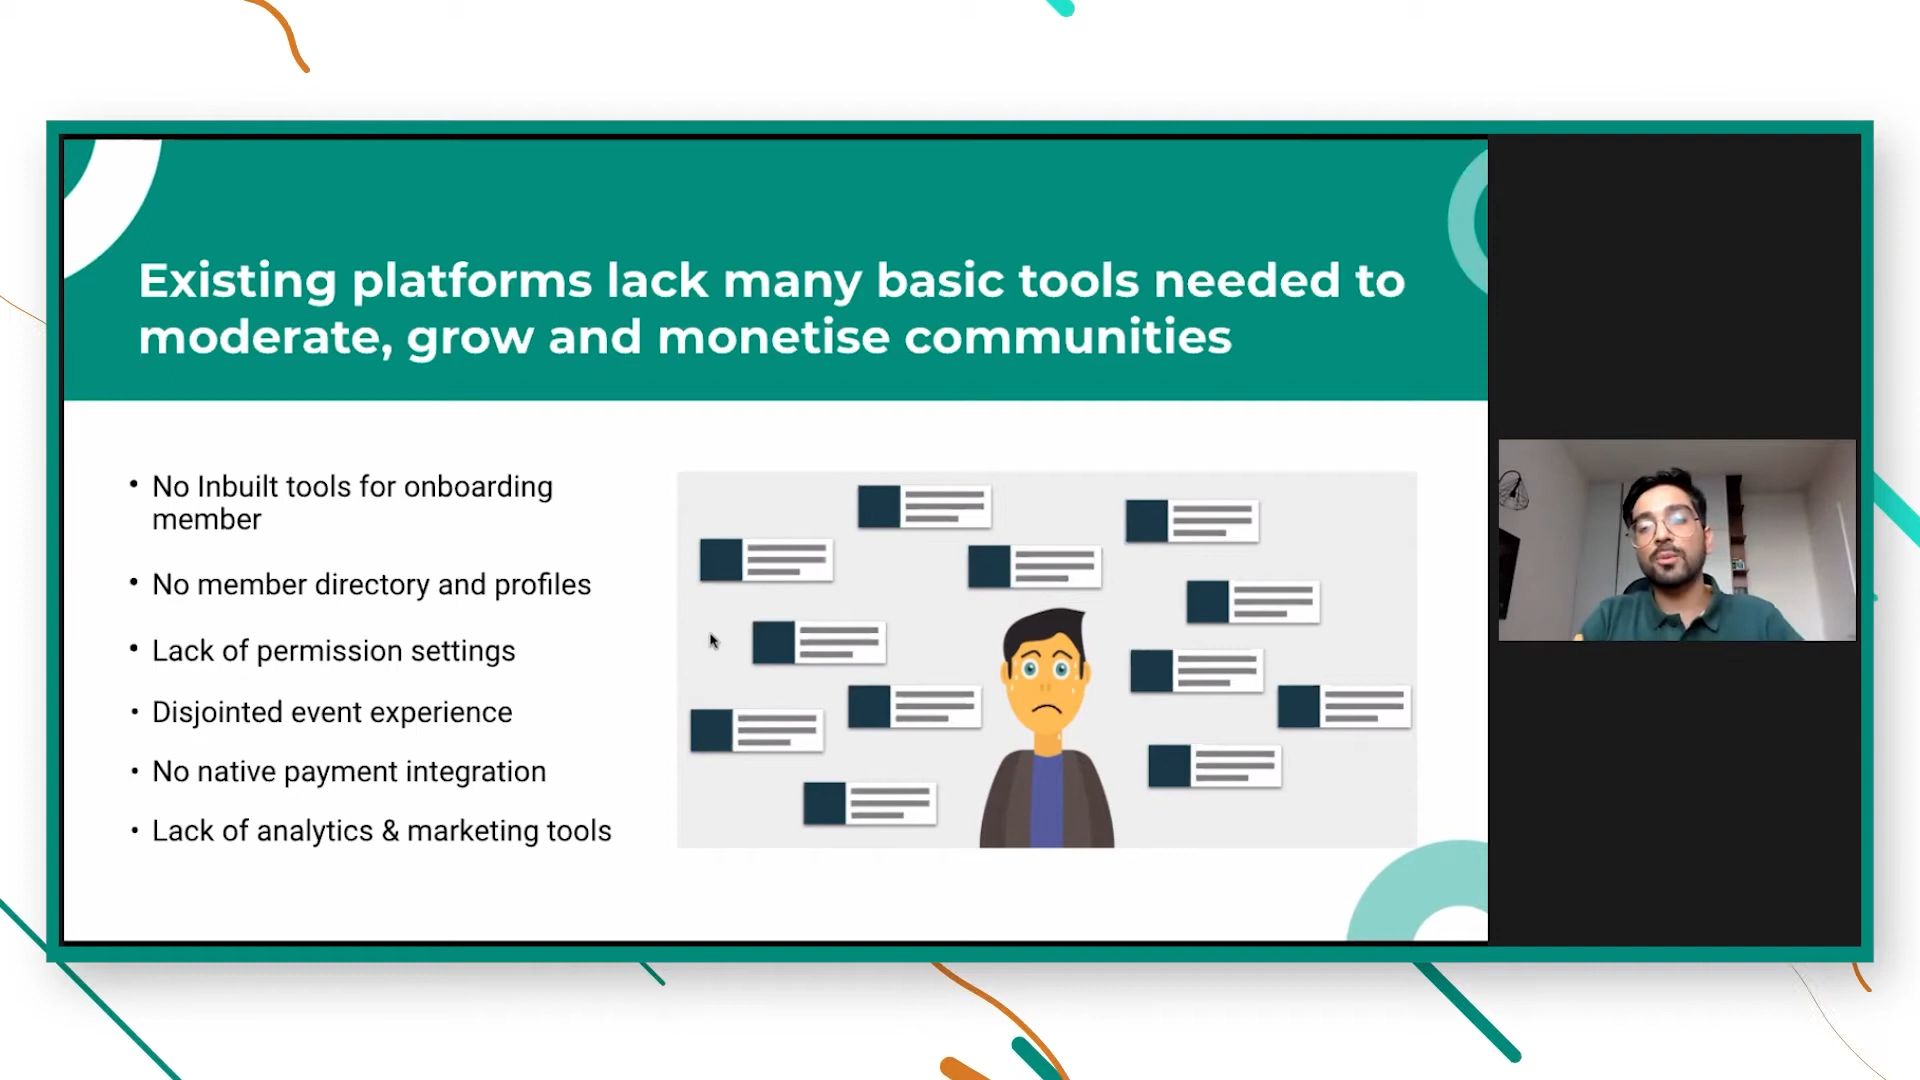 Existing platforms lack many basic tools needed to
moderate, grow and monetise communities
• No Inbuilt tools for onboarding
member
• No member directory and profiles
• Lack of permission settings
• Disjointed event experience
• No native payment integration
• Lack of analytics & marketing tools